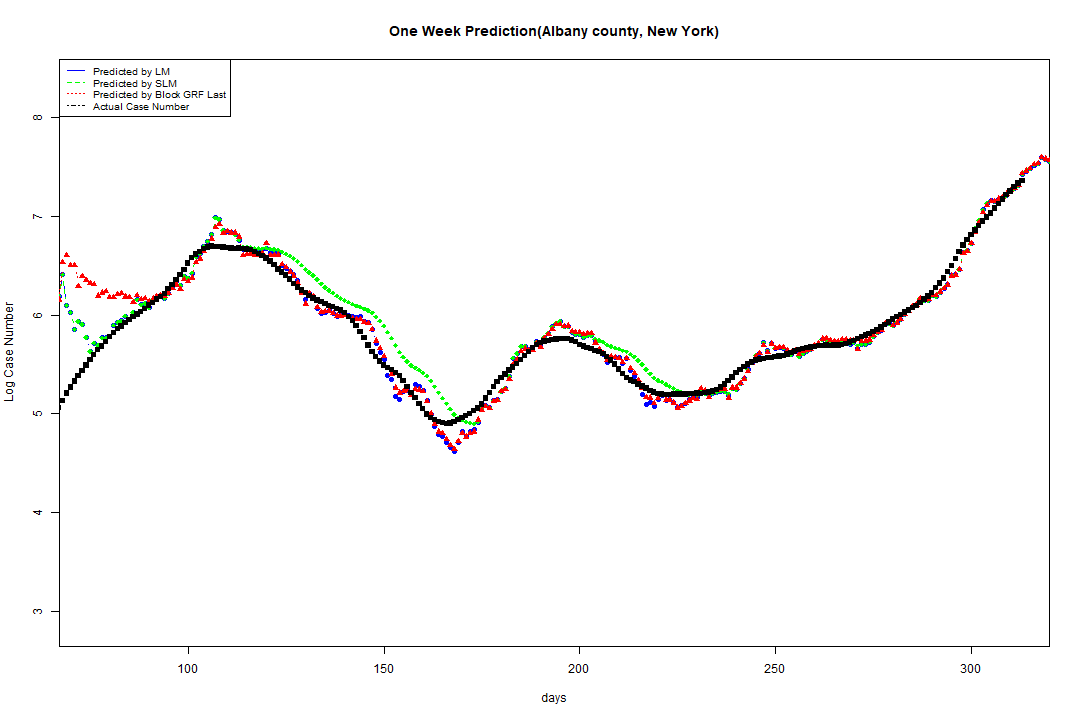 One Week Prediction(Albany county, New York)
Predicted by LM
Predicted by SLM
Predicted by Block GRF Last
Actual Case Number
8
7
6
5
4
3
Log Case Number
100 150 200 250 300
days